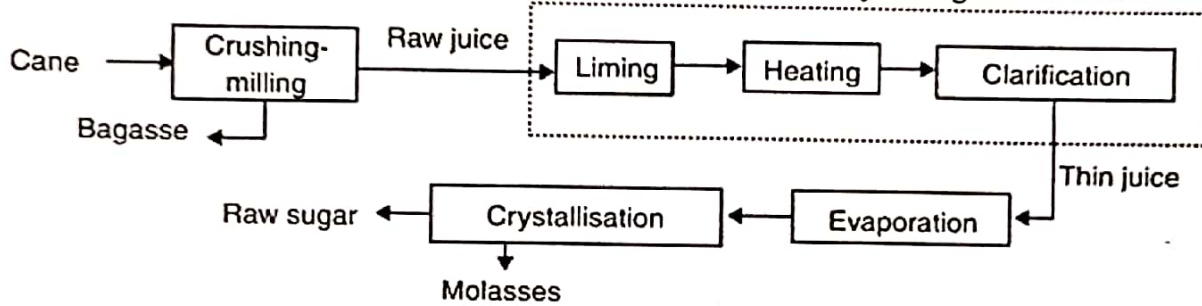 Cane
Crushing-
milling
Raw juice
Liming
Heating
Clarification
Bagasse
Thin juice
Raw sugar
Crystallisation
Evaporation
Molasses